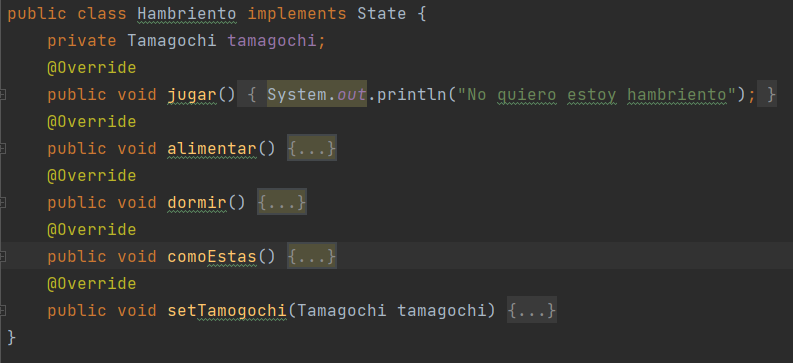 public class Hambriento implements State {
private Tamagochi tamagochi;
@Override
public void jugar() { System.out.println("No quiero estoy hambriento"); }
@Override
public void alimentar() {...}
@Override
public void dormir() {...}
@Override
public void comoEstas() {...}
@Override
public void setTamogochi(Tamagochi tamagochi) {...}
}